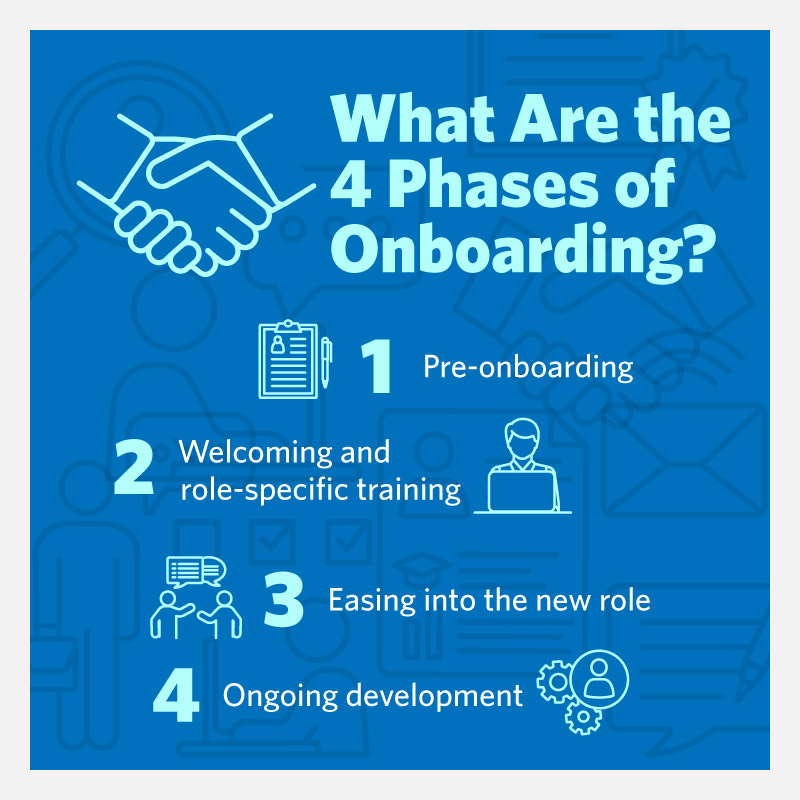 What Are the
4 Phases of
Onboarding?
1 Pre-onboarding
2 Welcoming and
role-specific training
3 Easing into the new role
4 Ongoing development